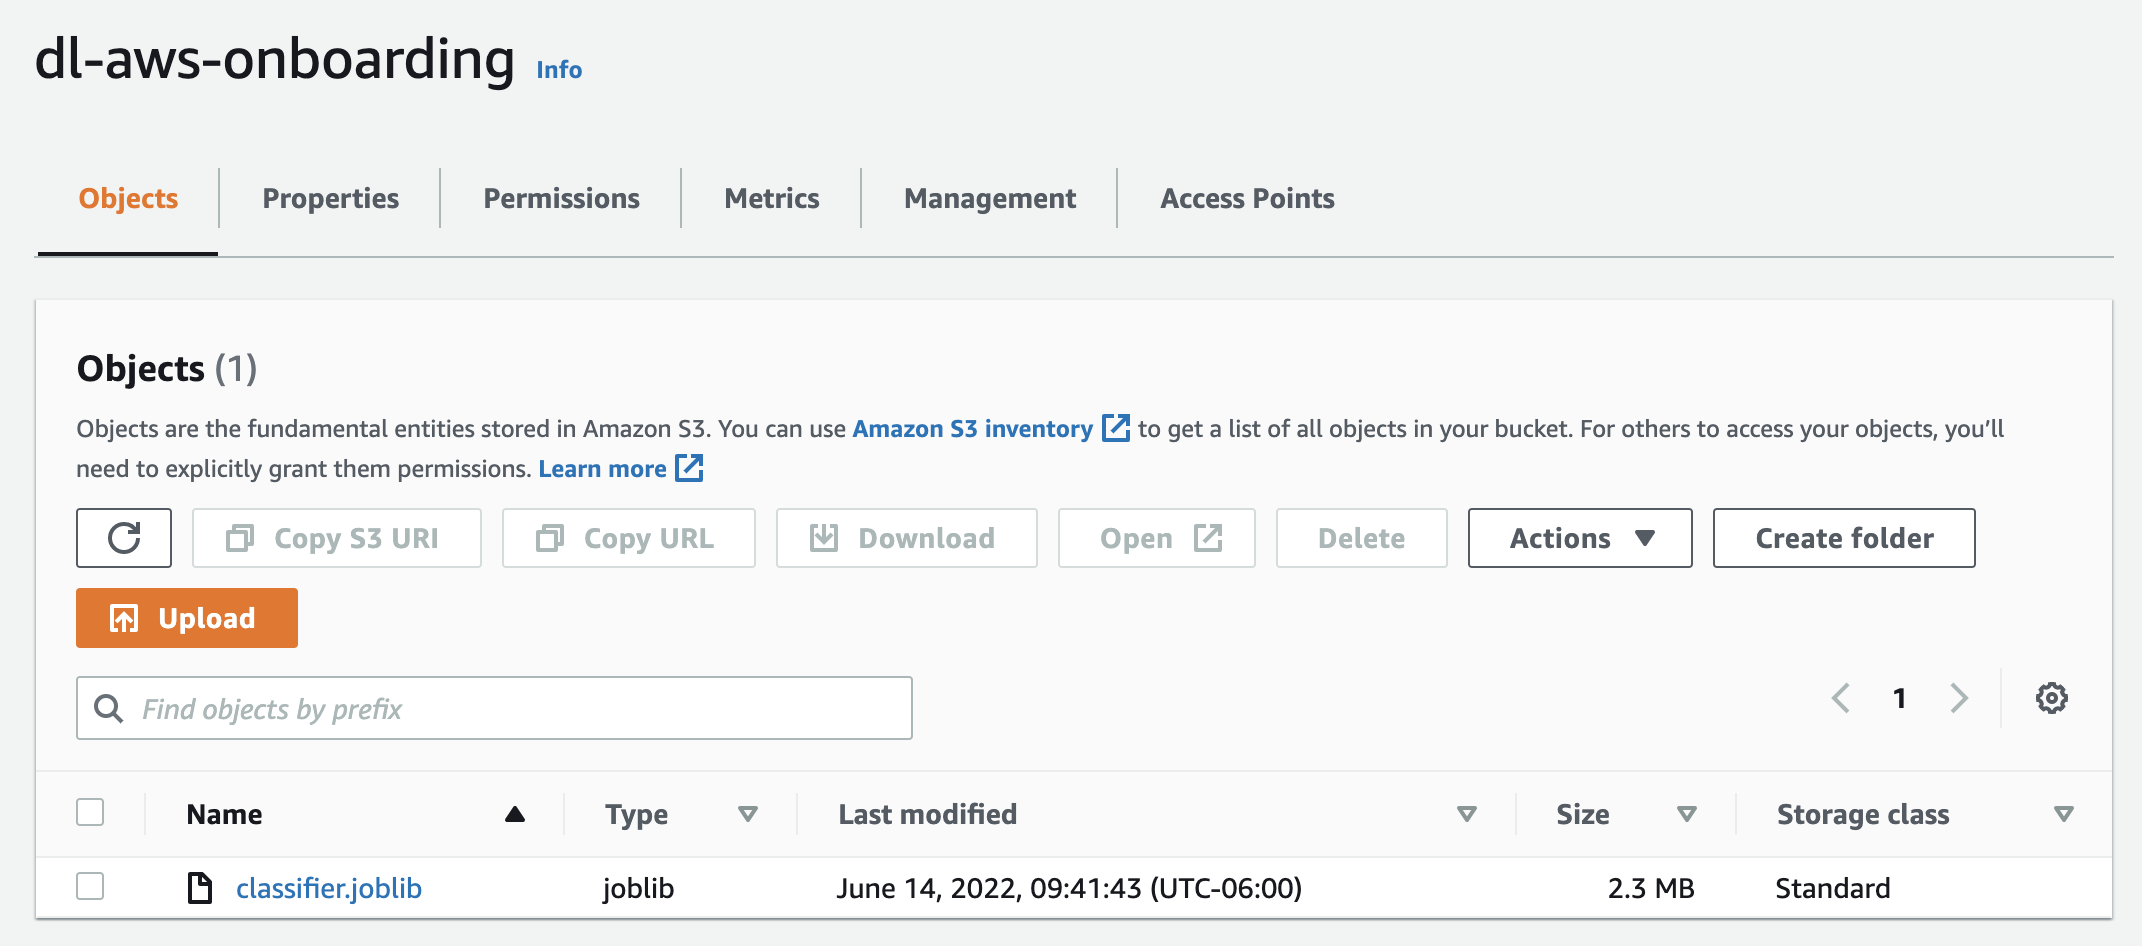 dl-aws-onboarding Info
Objects Properties Permissions Metrics Management Access Points
Objects (1)
Objects are the fundamental entities stored in Amazon S3. You can use Amazon S3 inventory to get a list of all objects in your bucket. For others to access your objects, you’ll
need to explicitly grant them permissions. Learn more
Copy S3 URI Copy URL Download Open Delete Actions Create folder
Upload
Find objects by prefix 1
Name Type Last modified Size Storage class
classifier.joblib joblib June 14, 2022, 09:41:43 (UTC-06:00) 2.3 MB Standard